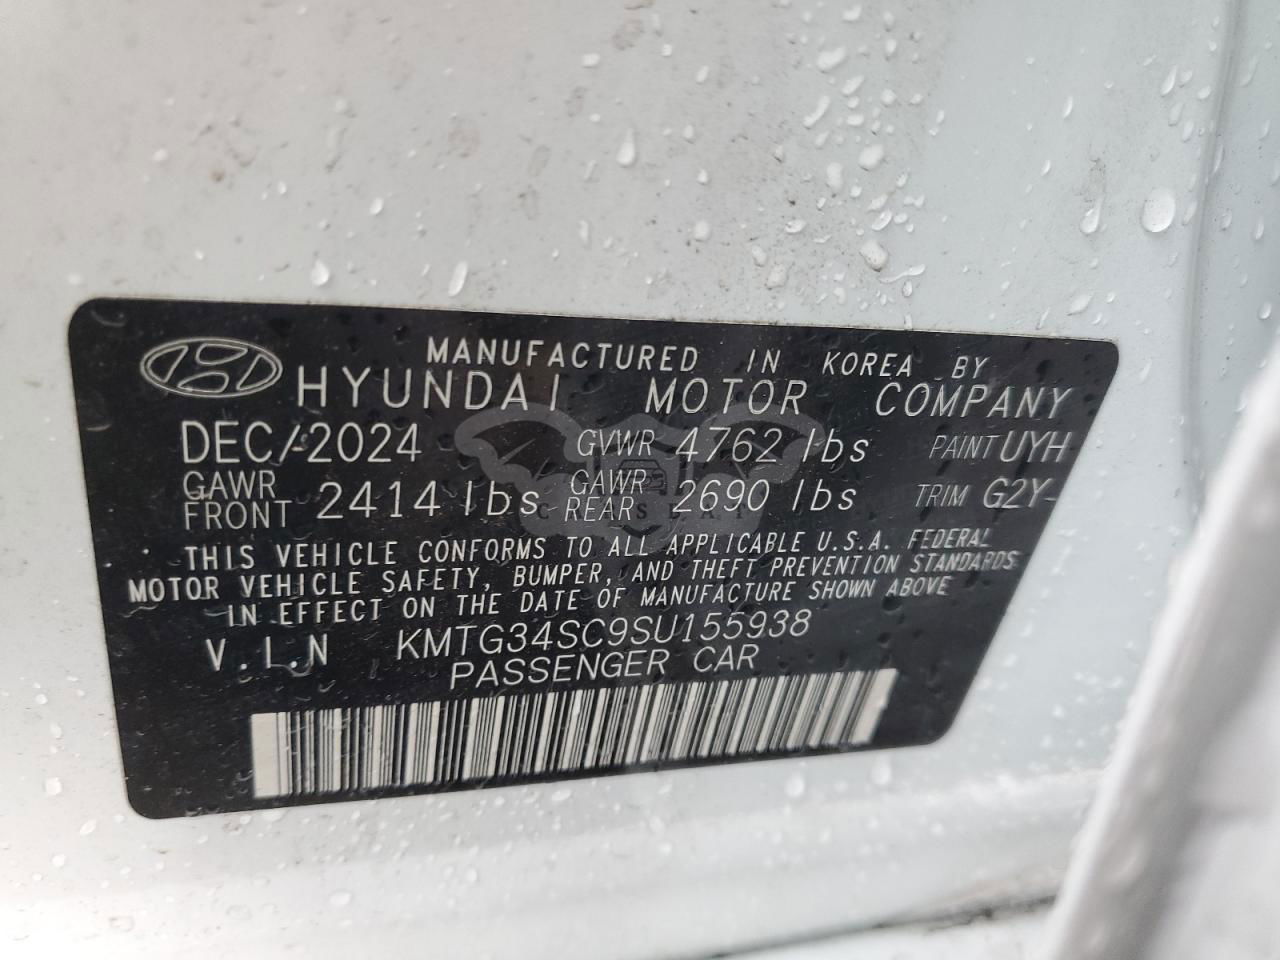 MANUFACTURED IN KOREA BY
HYUNDAI MOTOR COMPANY
DEC/2024 GVWR 4762 lbs PAINT UYH
GAWR FRONT 2414 lbs GAWR REAR 2690 lbs TRIM G2Y-
THIS VEHICLE CONFORMS TO ALL APPLICABLE U.S.A. FEDERAL
MOTOR VEHICLE SAFETY, BUMPER, AND THEFT PREVENTION STANDARDS
IN EFFECT ON THE DATE OF MANUFACTURE SHOWN ABOVE
V.I.N KMTG34SC9SU155938
PASSENGER CAR